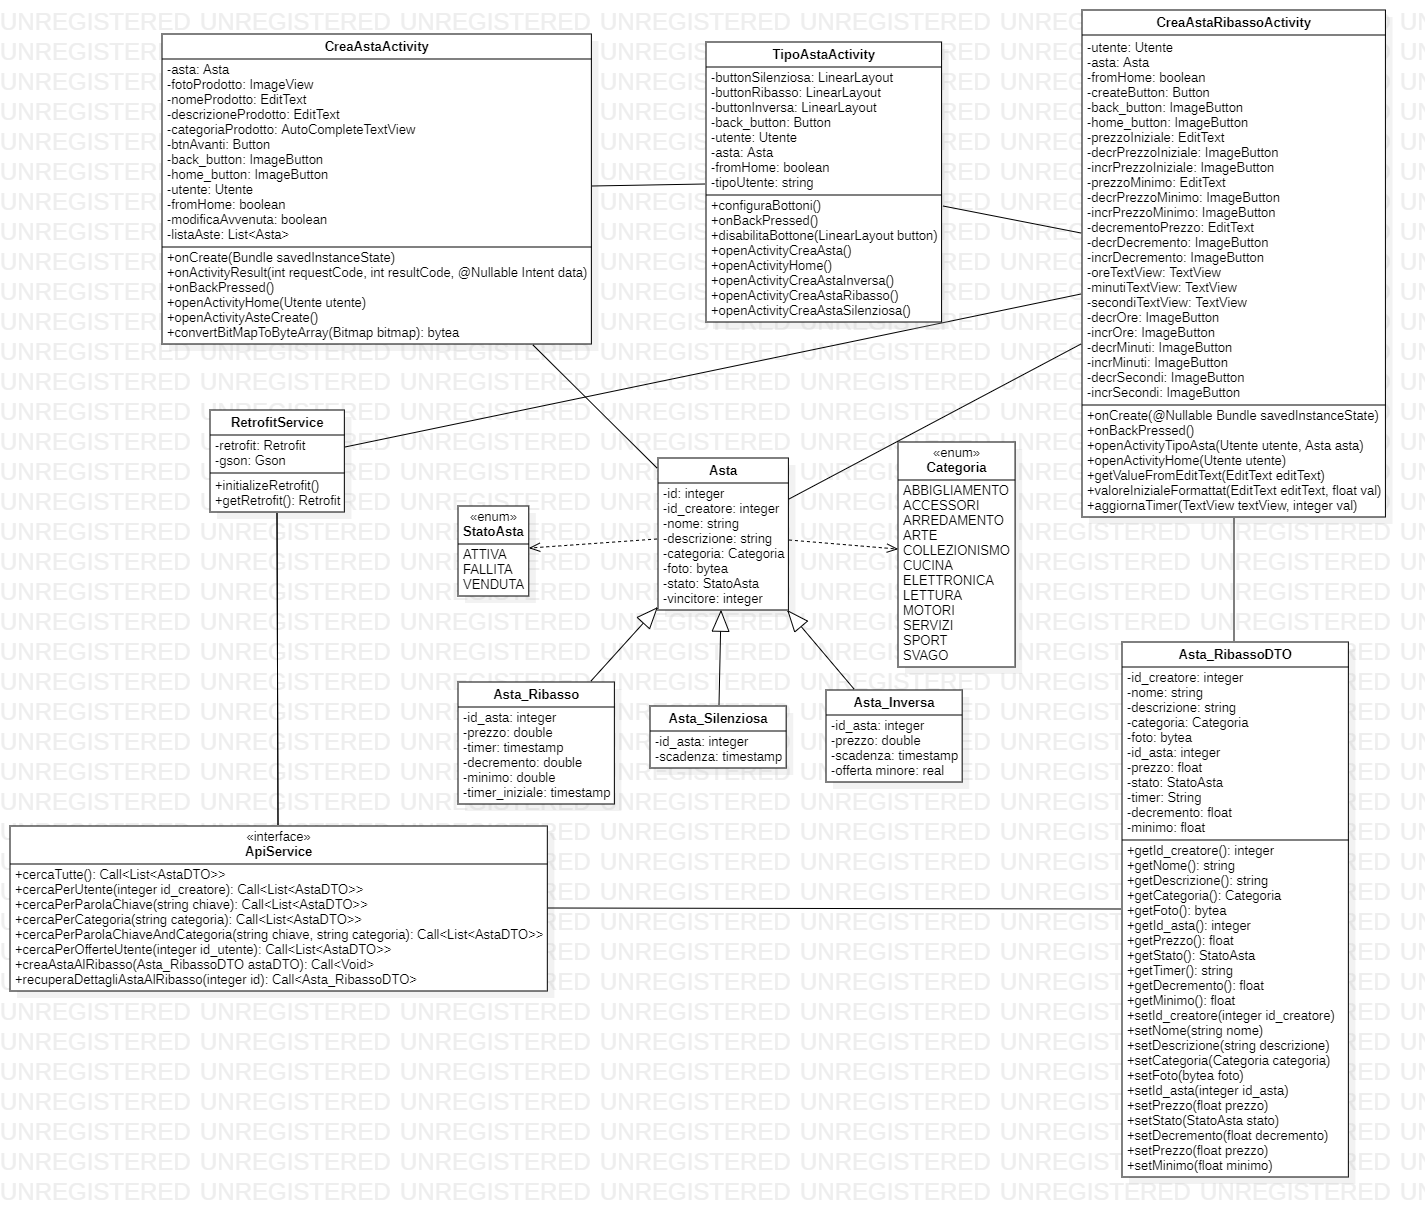 CreaAstaActivity
-asta: Asta
-fotoProdotto: ImageView
-nomeProdotto: EditText
-descrizioneProdotto: EditText
-categoriaProdotto: AutoCompleteTextView
-btnAvanti: Button
-back_button: ImageButton
-home_button: ImageButton
-utente: Utente
-fromHome: boolean
-modificaAvvenuta: boolean
-listaAste: List<Asta>
+onCreate(Bundle savedInstanceState)
+onActivityResult(int requestCode, int resultCode, @Nullable Intent data)
+onBackPressed()
+openActivityHome(Utente utente)
+openActivityAsteCreate()
+convertBitMapToByteArray(Bitmap bitmap): bytea
TipoAstaActivity
-buttonSilenziosa: LinearLayout
-buttonRibasso: LinearLayout
-buttonInversa: LinearLayout
-back_button: Button
-utente: Utente
-asta: Asta
-fromHome: boolean
-tipoUtente: string
+configuraBottoni()
+onBackPressed()
+disabilitaBottone(LinearLayout button)
+openActivityCreaAsta()
+openActivityHome()
+openActivityCreaAstaInversa()
+openActivityCreaAstaRibasso()
+openActivityCreaAstaSilenziosa()
CreaAstaRibassoActivity
-utente: Utente
-asta: Asta
-fromHome: boolean
-createButton: Button
-back_button: ImageButton
-home_button: ImageButton
-prezzoIniziale: EditText
-decrPrezzoIniziale: ImageButton
-incrPrezzoIniziale: ImageButton
-prezzoMinimo: EditText
-decrPrezzoMinimo: ImageButton
-incrPrezzoMinimo: ImageButton
-decrementoPrezzo: EditText
-decrDecremento: ImageButton
-incrDecremento: ImageButton
-oreTextView: TextView
-minutiTextView: TextView
-secondiTextView: TextView
-decrOre: ImageButton
-incrOre: ImageButton
-decrMinuti: ImageButton
-incrMinuti: ImageButton
-decrSecondi: ImageButton
-incrSecondi: ImageButton
+onCreate(@Nullable Bundle savedInstanceState)
+onBackPressed()
+openActivityTipoAsta(Utente utente, Asta asta)
+openActivityHome(Utente utente)
+getValueFromEditText(EditText editText)
+valoreInizialeFormattat(EditText editText, float val)
+aggiornaTimer(TextView textView, integer val)
RetrofitService
-retrofit: Retrofit
-gson: Gson
+initializeRetrofit()
+getRetrofit(): Retrofit
«enum»
StatoAsta
ATTIVA
FALLITA
VENDUTA
Asta
-id: integer
-id_creatore: integer
-nome: string
-descrizione: string
-categoria: Categoria
-foto: bytea
-stato: StatoAsta
-vincitore: integer
«enum»
Categoria
ABBIGLIAMENTO
ACCESSORI
ARREDAMENTO
ARTE
COLLEZIONISMO
CUCINA
ELETTRONICA
LETTURA
MOTORI
SERVIZI
SPORT
SVAGO
Asta_Ribasso
-id_asta: integer
-prezzo: double
-timer: timestamp
-decremento: double
-minimo: double
-timer_iniziale: timestamp
Asta_Silenziosa
-id_asta: integer
-scadenza: timestamp
Asta_Inversa
-id_asta: integer
-prezzo: double
-scadenza: timestamp
-offerta minore: real
Asta_RibassoDTO
-id_creatore: integer
-nome: string
-descrizione: string
-categoria: Categoria
-foto: bytea
-id_asta: integer
-prezzo: float
-stato: StatoAsta
-timer: String
-decremento: float
-minimo: float
+getId_creatore(): integer
+getNome(): string
+getDescrizione(): string
+getCategoria(): Categoria
+getFoto(): bytea
+getId_asta(): integer
+getPrezzo(): float
+getStato(): StatoAsta
+getTimer(): string
+getDecremento(): float
+getMinimo(): float
+setId_creatore(integer id_creatore)
+setNome(string nome)
+setDescrizione(string descrizione)
+setCategoria(Categoria categoria)
+setFoto(bytea foto)
+setId_asta(integer id_asta)
+setPrezzo(float prezzo)
+setStato(StatoAsta stato)
+setDecremento(float decremento)
+setPrezzo(float prezzo)
+setMinimo(float minimo)
«interface»
ApiService
+cercaTutte(): Call<List<AstaDTO>>
+cercaPerUtente(integer id_creatore): Call<List<AstaDTO>>
+cercaPerParolaChiave(string chiave): Call<List<AstaDTO>>
+cercaPerCategoria(string categoria): Call<List<AstaDTO>>
+cercaPerParolaChiaveAndCategoria(string chiave, string categoria): Call<List<AstaDTO>>
+cercaPerOfferteUtente(integer id_utente): Call<List<AstaDTO>>
+creaAstaAlRibasso(Asta_RibassoDTO astaDTO): Call<Void>
+recuperaDettagliAstaAlRibasso(integer id): Call<Asta_RibassoDTO>